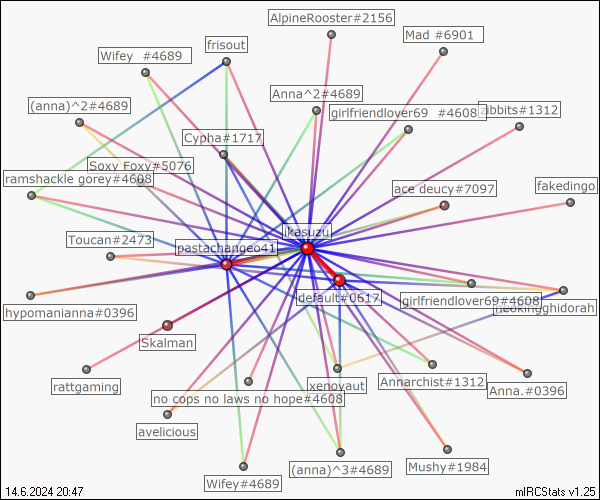 AlpineRooster#2156
Mad #6901
frisout
Wifey #4689
Anna^2#4689
(anna)^2#4689
girlfriendlover69 #4608
zibbits#1312
Cypha#1717
Soxy Foxy#5076
ramshackle gorey#4608
ace deucy#7097
fakedingo
likasuzu
Toucan#2473
pastachangeo41
default#0617
girlfriendlover69#4608
neokingghidorah
hypomanianna#0396
Skalman
rattgaming
xenovaut
Annarchist#1312
Anna.#0396
no cops no laws no hope#4608
avelicious
Wifey#4689
(anna)^3#4689
Mushy#1984
14.6.2024 20:47
mIRCStats v1.25